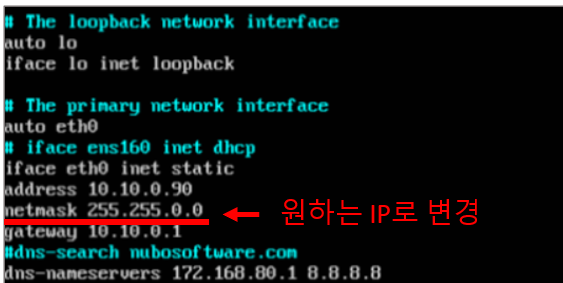 # The loopback network interface
auto lo
iface lo inet loopback
# The primary network interface
auto eth0
# iface ens160 inet dhcp
iface eth0 inet static
address 10.10.0.90
netmask 255.255.0.0 ← 원하는 IP로 변경
gateway 10.10.0.1
#dns-search nubosoftware.com
dns-nameservers 172.168.80.1 8.8.8.8